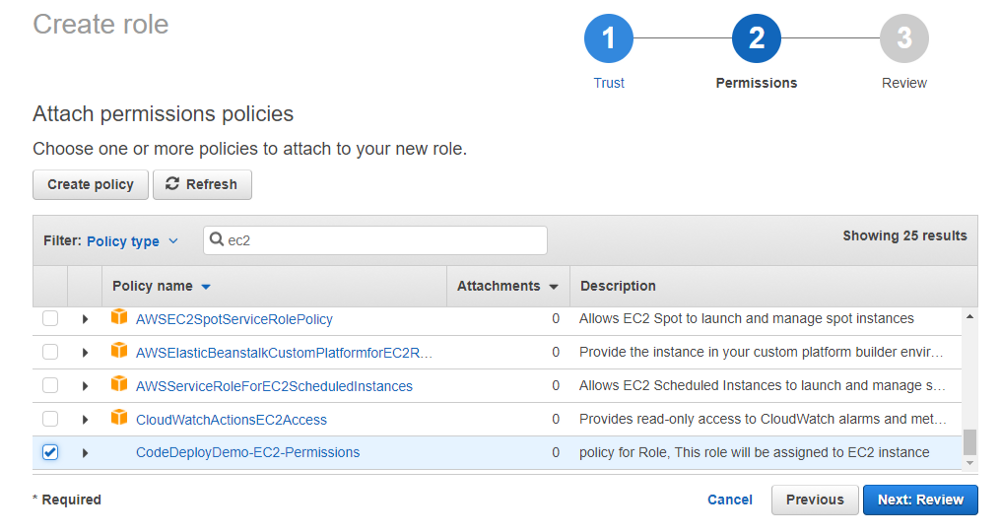 Create role
1
2
3
Trust
Permissions
Review
Attach permissions policies
Choose one or more policies to attach to your new role.
Create policy
Refresh
Filter: Policy type
ec2
Showing 25 results
Policy name
Attachments
Description
AWSEC2SpotServiceRolePolicy 0 Allows EC2 Spot to launch and manage spot instances
AWSElasticBeanstalkCustomPlatformforEC2R... 0 Provide the instance in your custom platform builder envir...
AWSServiceRoleForEC2ScheduledInstances 0 Allows EC2 Scheduled Instances to launch and manage s...
CloudWatchActionsEC2Access 0 Provides read-only access to CloudWatch alarms and met...
CodeDeployDemo-EC2-Permissions 0 policy for Role, This role will be assigned to EC2 instance
* Required
Cancel
Previous
Next: Review